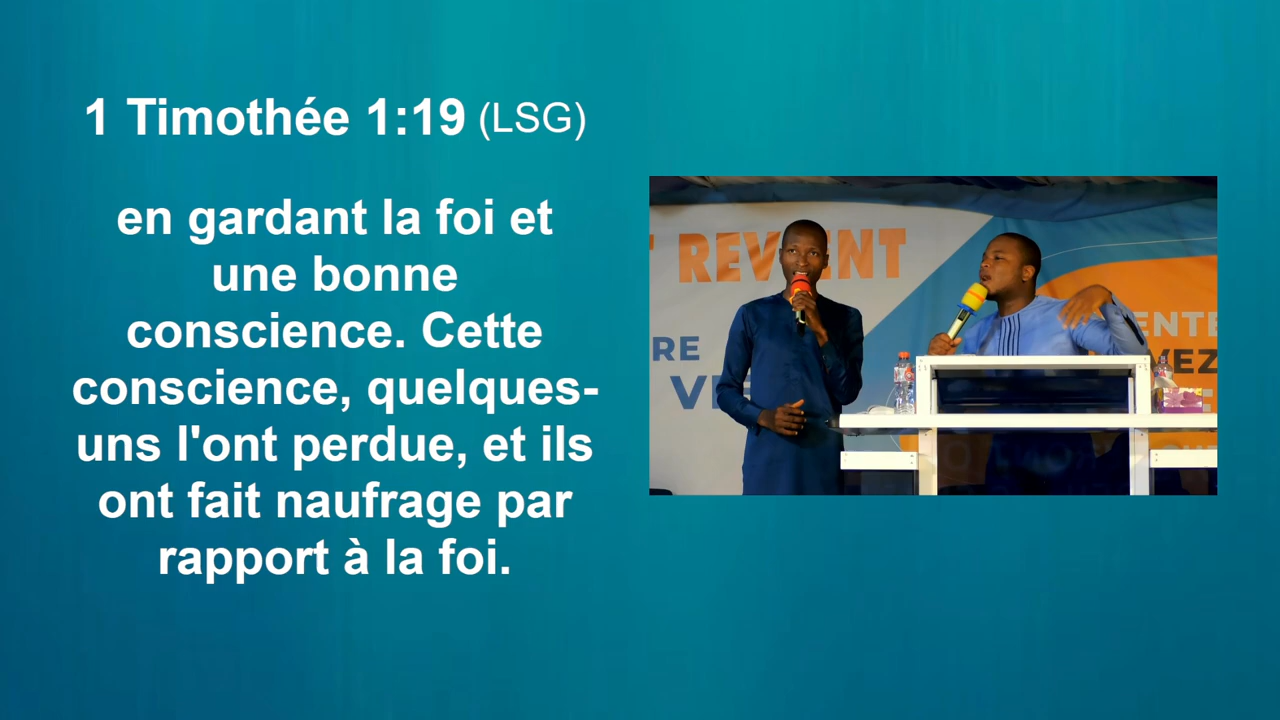 1 Timothée 1:19 (LSG)
en gardant la foi et
une bonne
conscience. Cette
conscience, quelques-
uns l'ont perdue, et ils
ont fait naufrage par
rapport à la foi.
REVIENT